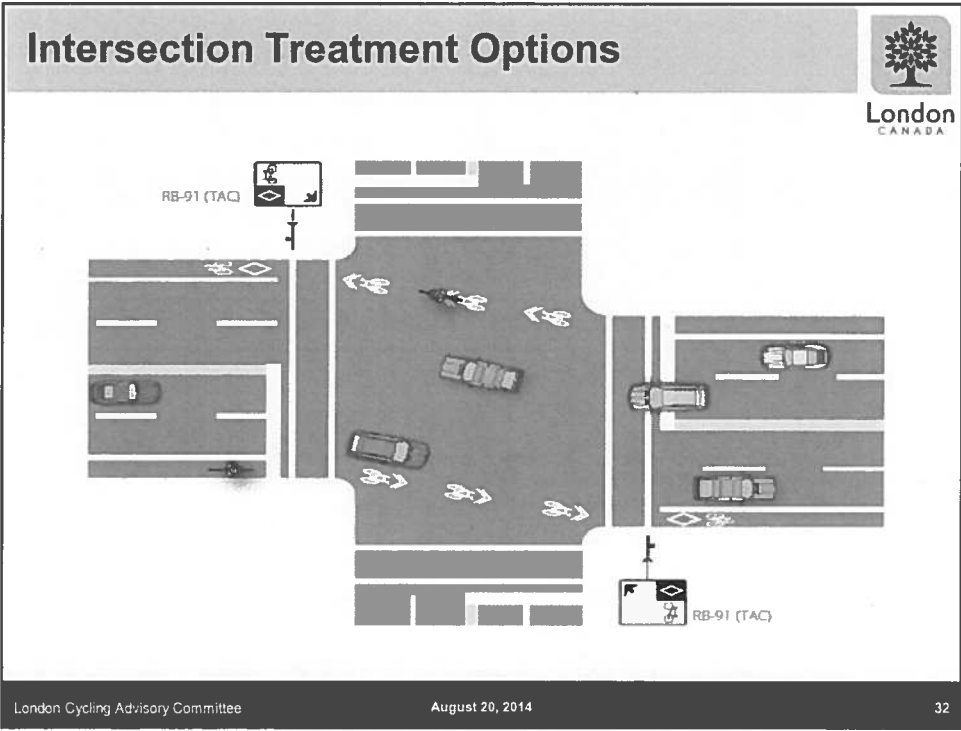 Intersection Treatment Options
London
CANADA
RB-91 (TAC)
RB-91 (TAC)
London Cycling Advisory Committee
August 20, 2014
32